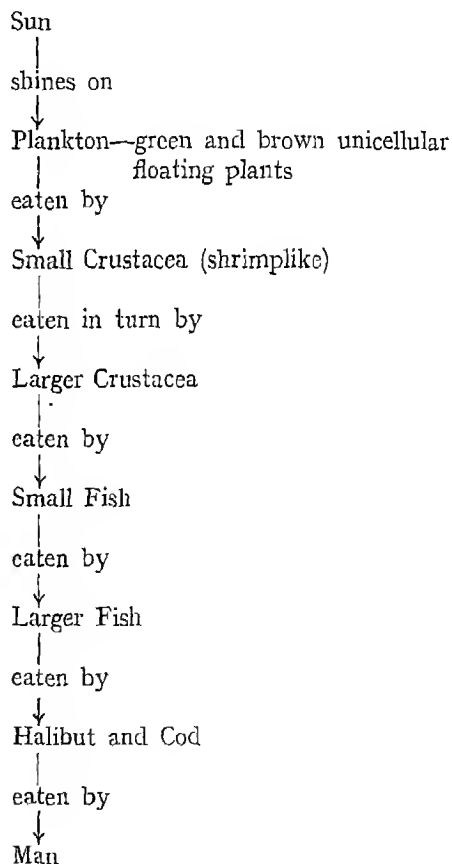 Sun
shines on
Plankton—green and brown unicellular
floating plants
eaten by
Small Crustacea (shrimplike)
eaten in turn by
Larger Crustacea
eaten by
Small Fish
eaten by
Larger Fish
eaten by
Halibut and Cod
eaten by
Man